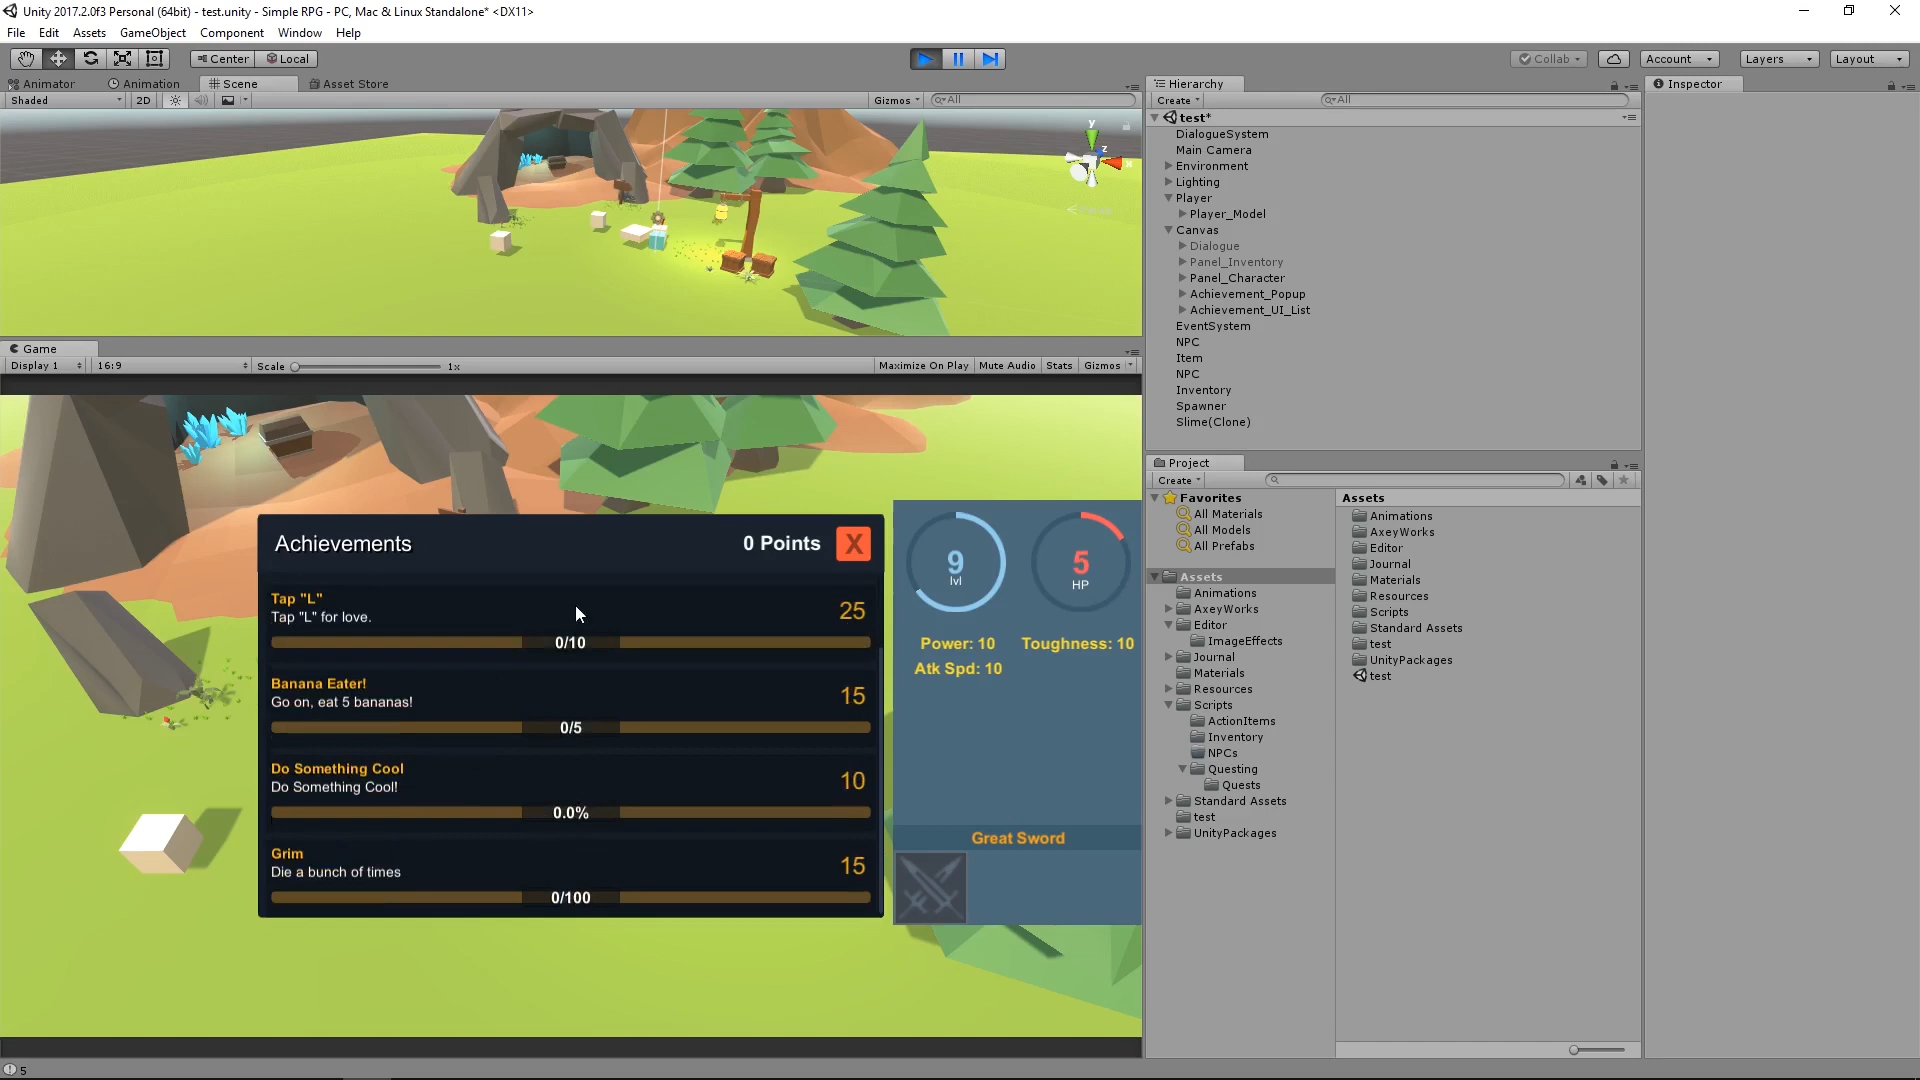 Unity 2017.2.0f3 Personal (64bit) - test.unity - Simple RPG - PC, Mac & Linux Standalone* <DX11>
File Edit Assets GameObject Component Window Help
Center Local
Collab Account Layers Layout
Animator Animation Scene Asset Store
Shaded 2D Gizmos All
y
z
x
Game
Display 1 16:9 Scale 1x Maximize On Play Mute Audio Stats Gizmos
Achievements 0 Points X
Tap "L"
Tap "L" for love.
25
0/10
Banana Eater!
Go on, eat 5 bananas!
15
0/5
Do Something Cool
Do Something Cool!
10
0.0%
Grim
Die a bunch of times
15
0/100
9
lvl
5
HP
Power: 10 Toughness: 10
Atk Spd: 10
Great Sword
Hierarchy
Create All
test*
DialogueSystem
Main Camera
Environment
Lighting
Player
Player_Model
Canvas
Dialogue
Panel_Inventory
Panel_Character
Achievement_Popup
Achievement_UI_List
EventSystem
NPC
Item
NPC
Inventory
Spawner
Slime(Clone)
Project
Create
Favorites
All Materials
All Models
All Prefabs
Assets
Animations
AxeyWorks
Editor
ImageEffects
Journal
Materials
Resources
Scripts
ActionItems
Inventory
NPCs
Questing
Quests
Standard Assets
test
UnityPackages
Assets
Animations
AxeyWorks
Editor
Journal
Materials
Resources
Scripts
Standard Assets
test
UnityPackages
test
Inspector
5